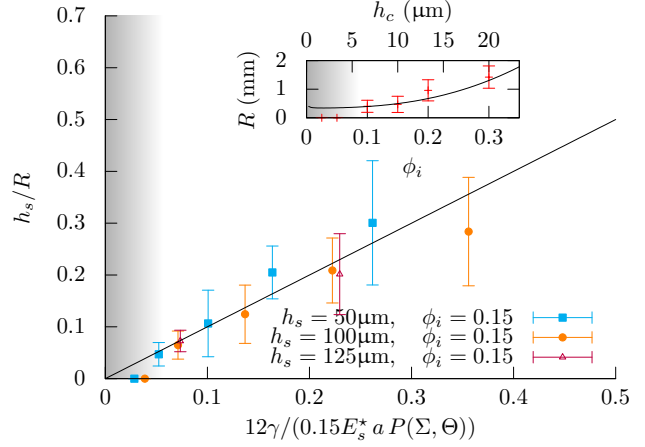 h_c (μm)
0 5 10 15 20
R (mm)
2
1
0
0 0.1 0.2 0.3
ϕ_i
h_s/R
0.7
0.6
0.5
0.4
0.3
0.2
0.1
0
h_s = 50μm, ϕ_i = 0.15
h_s = 100μm, ϕ_i = 0.15
h_s = 125μm, ϕ_i = 0.15
0 0.1 0.2 0.3 0.4 0.5
12γ/(0.15E_s^⋆ a P(Σ, Θ))